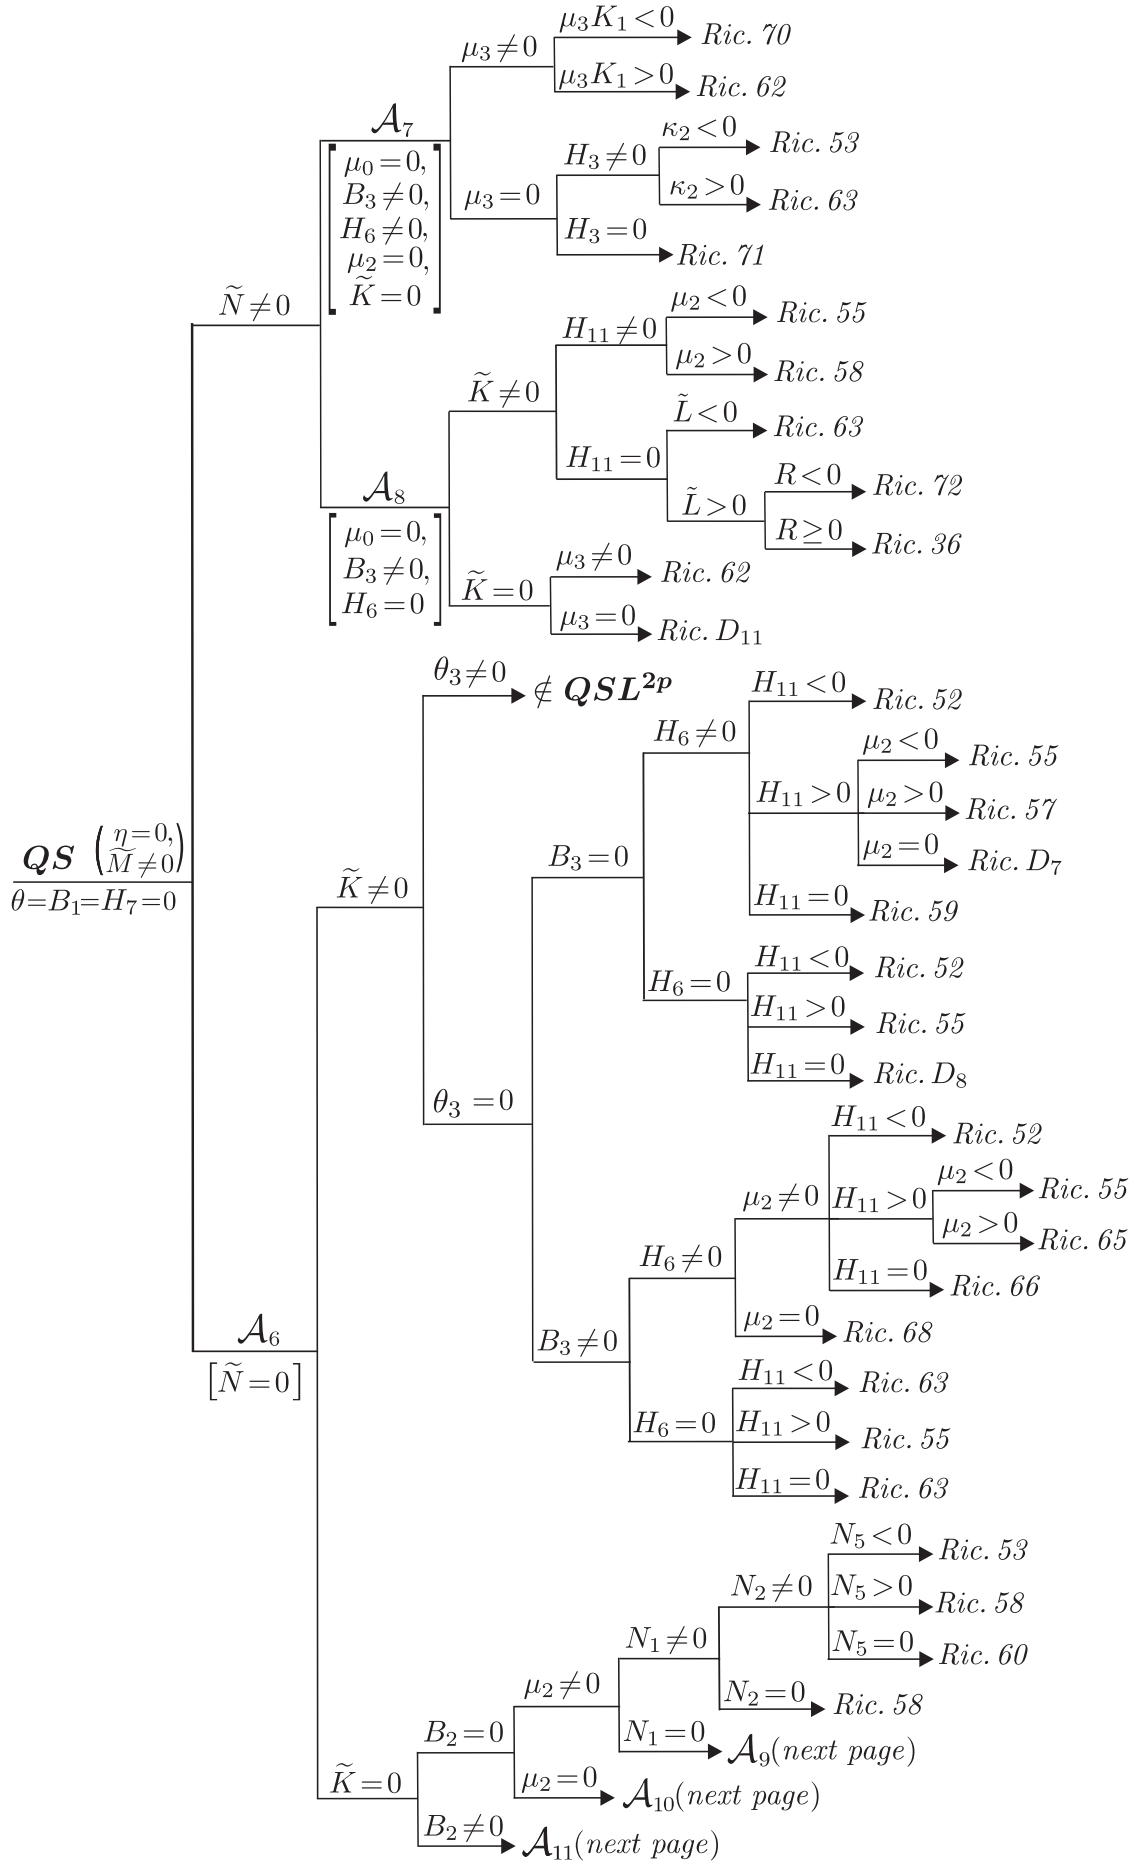 μ₃K₁<0
Ric. 70
μ₃≠0
μ₃K₁>0
Ric. 62
𝒜₇
κ₂<0
Ric. 53
H₃≠0
μ₀=0,
B₃≠0,
H₆≠0,
μ₂=0,
K̃=0
κ₂>0
Ric. 63
μ₃=0
H₃=0
Ric. 71
Ñ≠0
μ₂<0
Ric. 55
H₁₁≠0
μ₂>0
Ric. 58
K̃≠0
L̃<0
Ric. 63
H₁₁=0
R<0
Ric. 72
L̃>0
R≥0
Ric. 36
𝒜₈
μ₀=0,
B₃≠0,
H₆=0
μ₃≠0
Ric. 62
K̃=0
μ₃=0
Ric. D₁₁
θ₃≠0
∉ QSL²ᵖ
H₁₁<0
Ric. 52
H₆≠0
μ₂<0
Ric. 55
H₁₁>0
μ₂>0
Ric. 57
μ₂=0
Ric. D₇
B₃=0
H₁₁=0
Ric. 59
QS (η=0,
M̃≠0)
θ=B₁=H₇=0
K̃≠0
H₁₁<0
Ric. 52
H₆=0
H₁₁>0
Ric. 55
H₁₁=0
Ric. D₈
θ₃ =0
H₁₁<0
Ric. 52
μ₂<0
Ric. 55
μ₂≠0
H₁₁>0
μ₂>0
Ric. 65
H₆≠0
H₁₁=0
Ric. 66
μ₂=0
Ric. 68
B₃≠0
𝒜₆
[Ñ=0]
H₁₁<0
Ric. 63
H₆=0
H₁₁>0
Ric. 55
H₁₁=0
Ric. 63
N₅<0
Ric. 53
N₂≠0
N₅>0
Ric. 58
N₁≠0
N₅=0
Ric. 60
μ₂≠0
N₂=0
Ric. 58
B₂=0
N₁=0
𝒜₉(next page)
K̃=0
μ₂=0
𝒜₁₀(next page)
B₂≠0
𝒜₁₁(next page)